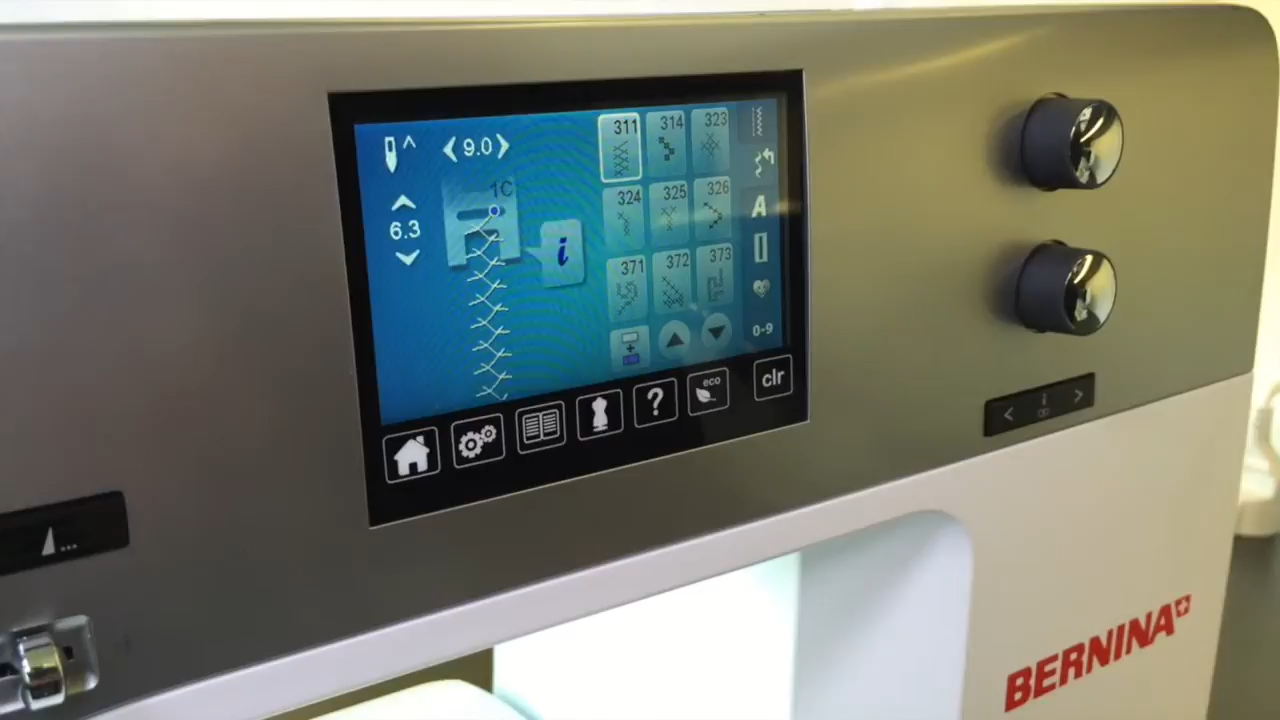 9.0
311 314 323
1C
6.3
324 325 326
i
A
371 372 373
0-9
?
eco
clr
BERNINA